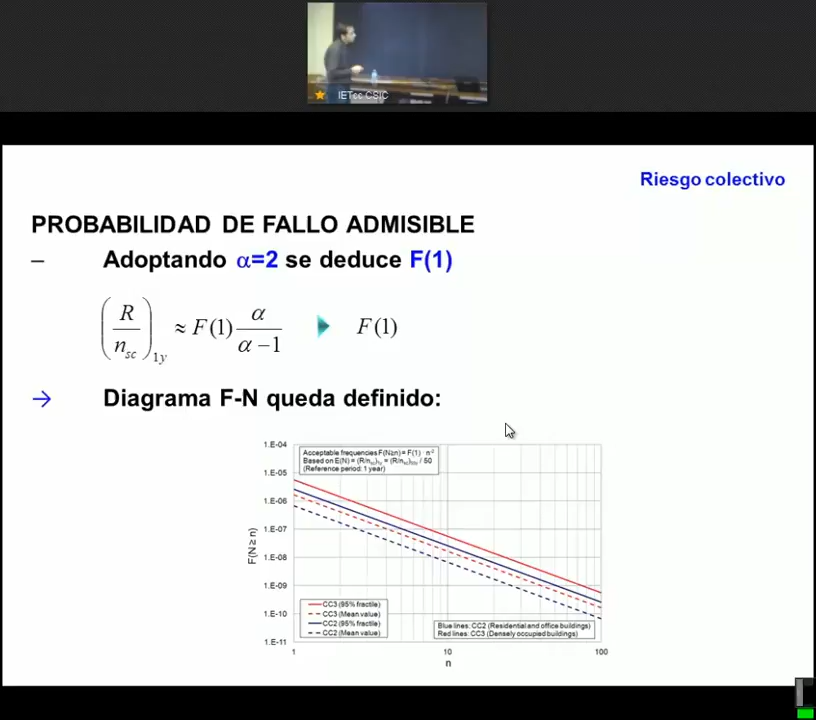 IETcc CSIC
Riesgo colectivo
PROBABILIDAD DE FALLO ADMISIBLE
– Adoptando α=2 se deduce F(1)
(R/n_sc)_1y ≈ F(1) α/(α−1) F(1)
→ Diagrama F-N queda definido:
Acceptable frequencies F(N≥n) = F(1) · n^-2
Based on E(N) = (R/n_sc)_1y = (R/n_sc)_50y / 50
(Reference period: 1 year)
1.E-04
1.E-05
1.E-06
1.E-07
1.E-08
1.E-09
1.E-10
1.E-11
F(N ≥ n)
CC3 (95% fractile)
CC3 (Mean value)
CC2 (95% fractile)
CC2 (Mean value)
Blue lines: CC2 (Residential and office buildings)
Red lines: CC3 (Densely occupied buildings)
1 10 100
n